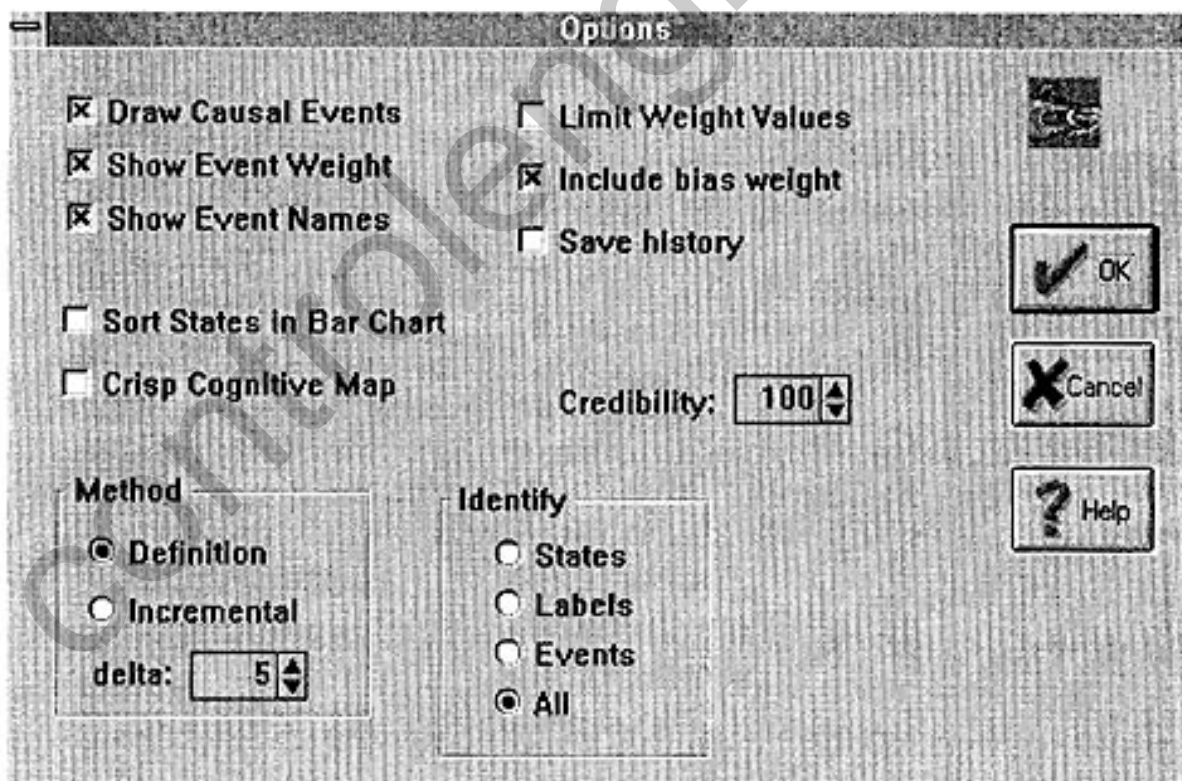 Options
Draw Causal Events
Show Event Weight
Show Event Names
Sort States in Bar Chart
Crisp Cognitive Map
Limit Weight Values
Include bias weight
Save history
Credibility: 100
Method
Definition
Incremental
delta: 5
Identify
States
Labels
Events
All
OK
Cancel
Help